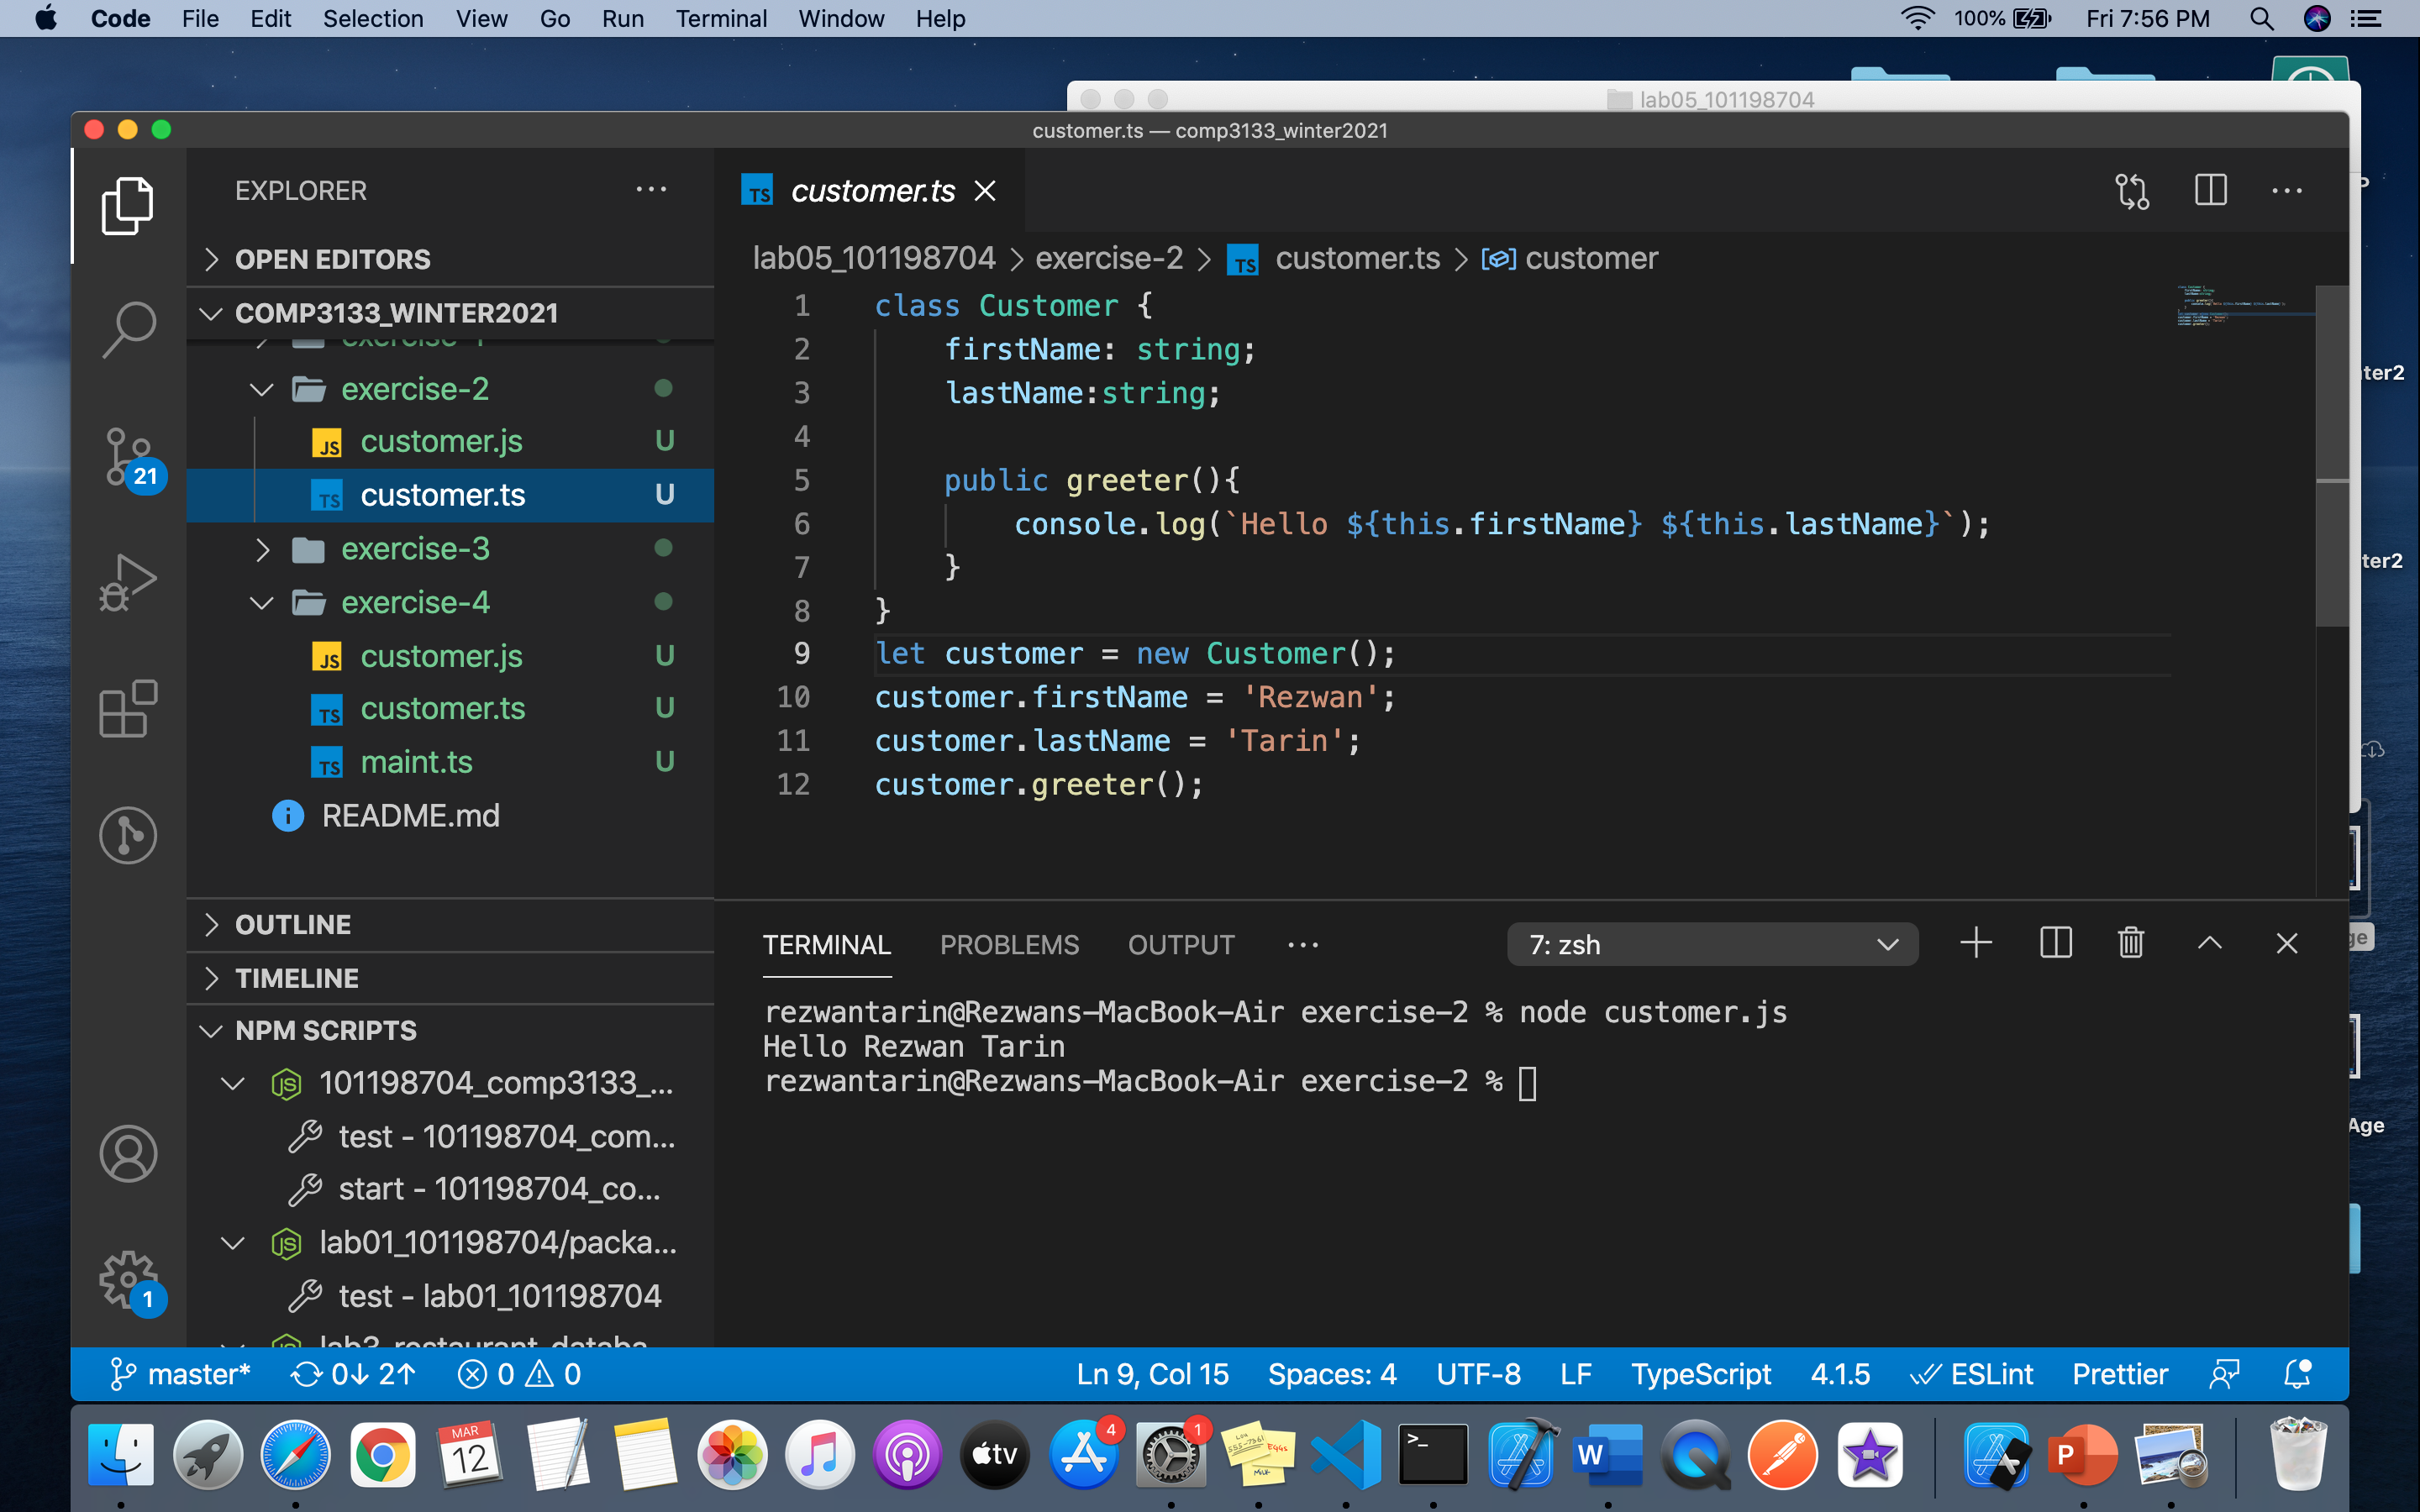 Code File Edit Selection View Go Run Terminal Window Help 100% Fri 7:56 PM
lab05_101198704
customer.ts — comp3133_winter2021
EXPLORER
customer.ts
OPEN EDITORS
lab05_101198704 > exercise-2 > TS customer.ts > customer
COMP3133_WINTER2021
exercise-2
JS customer.js U
TS customer.ts U
exercise-3
exercise-4
JS customer.js U
TS customer.ts U
TS maint.ts U
README.md
1 class Customer {
2 firstName: string;
3 lastName:string;
4
5 public greeter(){
6 console.log(`Hello ${this.firstName} ${this.lastName}`);
7 }
8 }
9 let customer = new Customer();
10 customer.firstName = 'Rezwan';
11 customer.lastName = 'Tarin';
12 customer.greeter();
21
1
OUTLINE
TIMELINE
NPM SCRIPTS
101198704_comp3133_...
test - 101198704_com...
start - 101198704_co...
lab01_101198704/packa...
test - lab01_101198704
lab3_restaurant_databa
TERMINAL PROBLEMS OUTPUT ... 7: zsh
rezwantarin@Rezwans-MacBook-Air exercise-2 % node customer.js
Hello Rezwan Tarin
rezwantarin@Rezwans-MacBook-Air exercise-2 %
ter2
ter2
Age
master* 0↓ 2↑ 0 0 Ln 9, Col 15 Spaces: 4 UTF-8 LF TypeScript 4.1.5 ESLint Prettier
MAR
12
tv
4
1
W
P